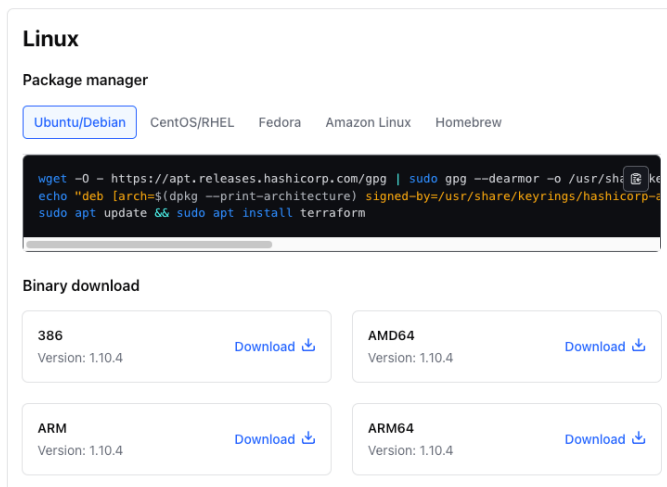 Linux
Package manager
Ubuntu/Debian CentOS/RHEL Fedora Amazon Linux Homebrew
wget -O - https://apt.releases.hashicorp.com/gpg | sudo gpg --dearmor -o /usr/sha ke
echo "deb [arch=$(dpkg --print-architecture) signed-by=/usr/share/keyrings/hashicorp-a
sudo apt update && sudo apt install terraform
Binary download
386
Version: 1.10.4
Download
AMD64
Version: 1.10.4
Download
ARM
Version: 1.10.4
Download
ARM64
Version: 1.10.4
Download